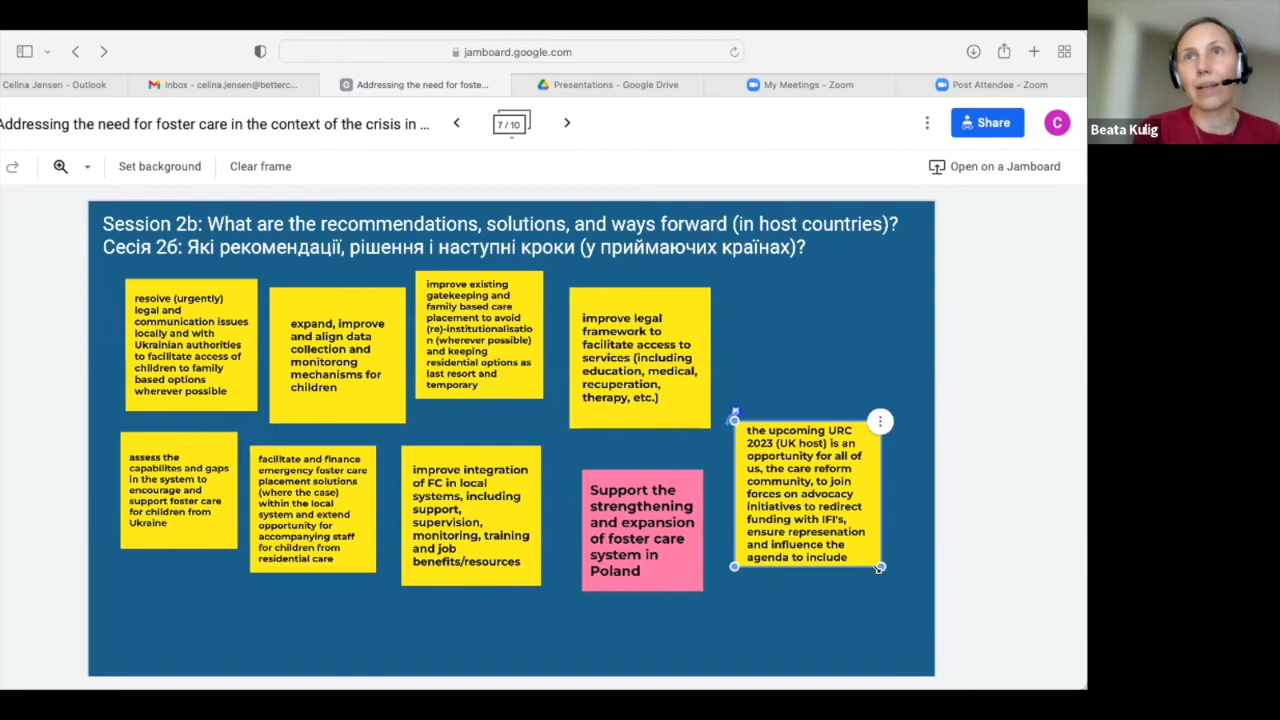 jamboard.google.com
Celina Jensen - Outlook
Inbox - celina.jensen@betterc...
Addressing the need for foste...
Presentations - Google Drive
My Meetings - Zoom
Post Attendee - Zoom
Addressing the need for foster care in the context of the crisis in ...
7 / 10
Share
C
Beata Kulig
Set background
Clear frame
Open on a Jamboard
Session 2b: What are the recommendations, solutions, and ways forward (in host countries)?
Сесія 2б: Які рекомендації, рішення і наступні кроки (у приймаючих країнах)?
resolve (urgently)
legal and
communication issues
locally and with
Ukrainian authorities
to facilitate access of
children to family
based options
wherever possible
expand, improve
and align data
collection and
monitorong
mechanisms for
children
improve existing
gatekeeping and
family based care
placement to avoid
(re)-institutionalisatio
n (wherever possible)
and keeping
residential options as
last resort and
temporary
improve legal
framework to
facilitate access to
services (including
education, medical,
recuperation,
therapy, etc.)
assess the
capabilites and gaps
in the system to
encourage and
support foster care
for children from
Ukraine
facilitate and finance
emergency foster care
placement solutions
(where the case)
within the local
system and extend
opportunity for
accompanying staff
for children from
residential care
improve integration
of FC in local
systems, including
support,
supervision,
monitoring, training
and job
benefits/resources
Support the
strengthening
and expansion
of foster care
system in
Poland
the upcoming URC
2023 (UK host) is an
opportunity for all of
us, the care reform
community, to join
forces on advocacy
initiatives to redirect
funding with IFI's,
ensure represenation
and influence the
agenda to include